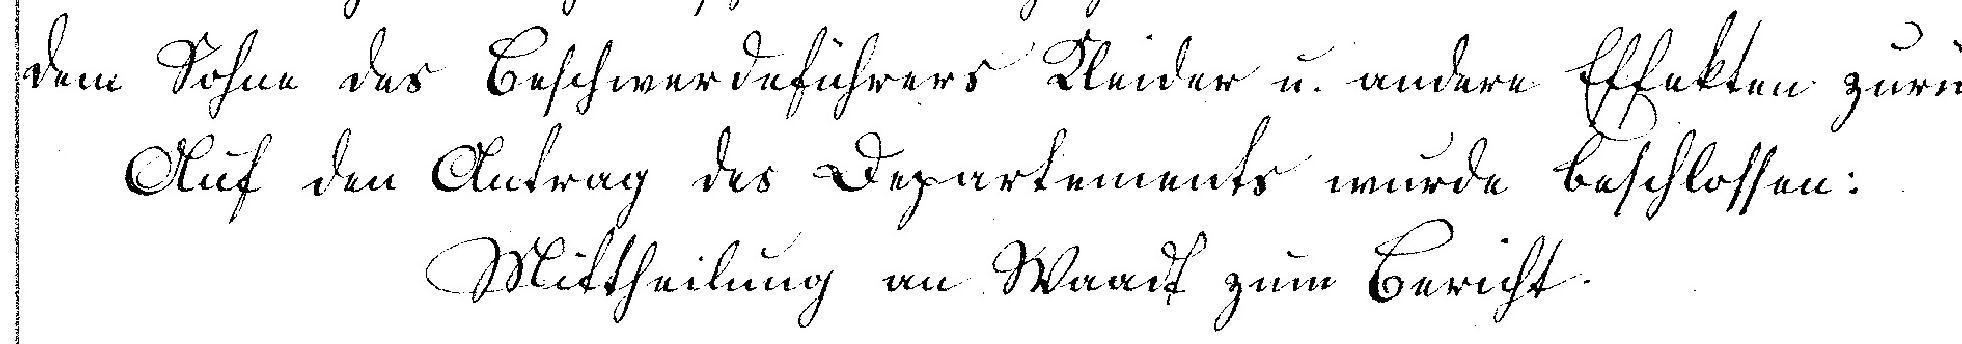 dem Sohne des Beschwerdeführers Kleider u. andere Effekten zurü
Auf den Antrag des Departements wurde beschlossen:
Mittheilung an Waadt zum Bericht.